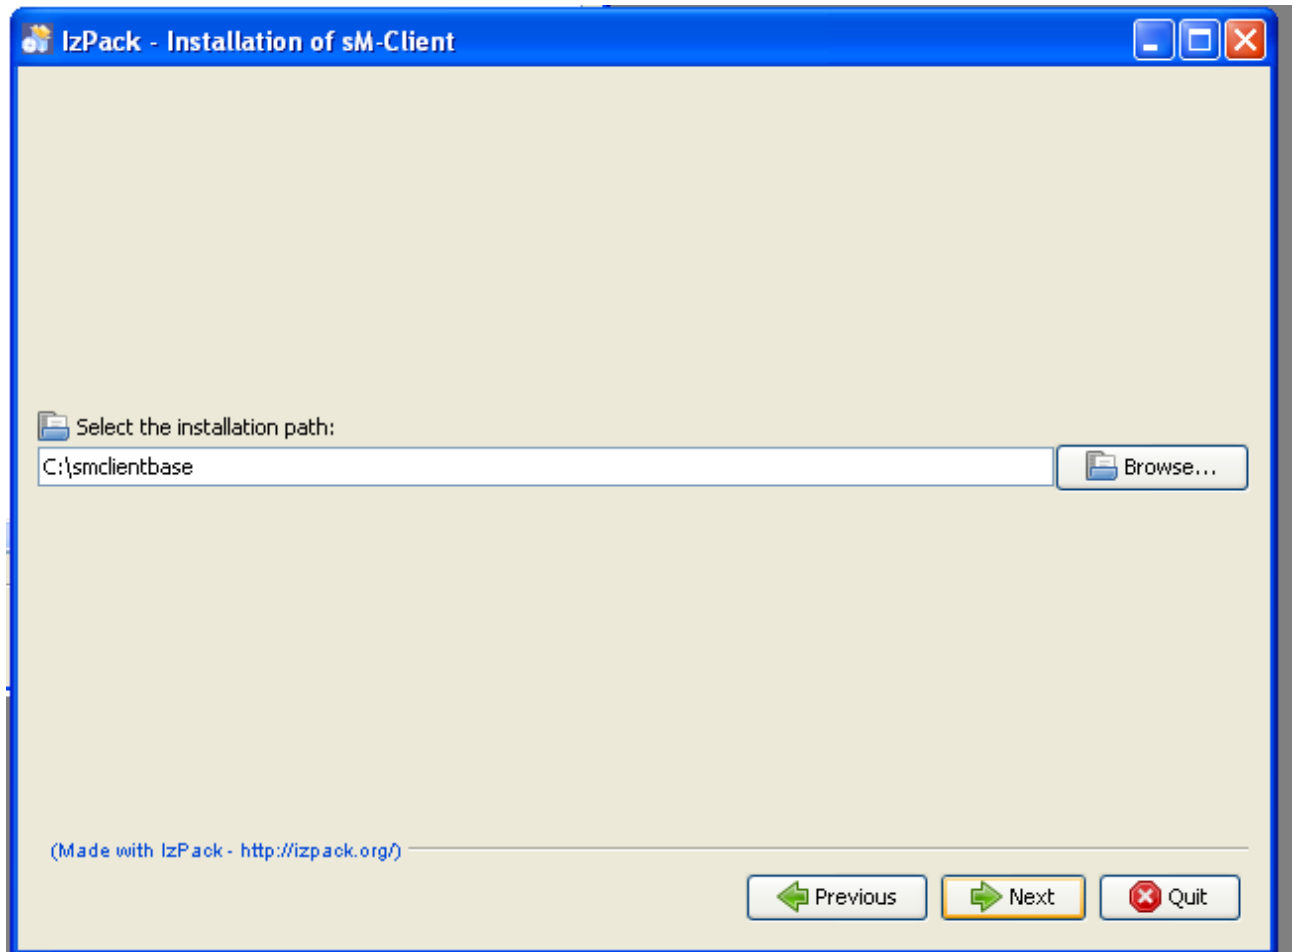 IzPack - Installation of sM-Client
Select the installation path:
C:\smclientbase
Browse...
(Made with IzPack - http://izpack.org/)
Previous
Next
Quit